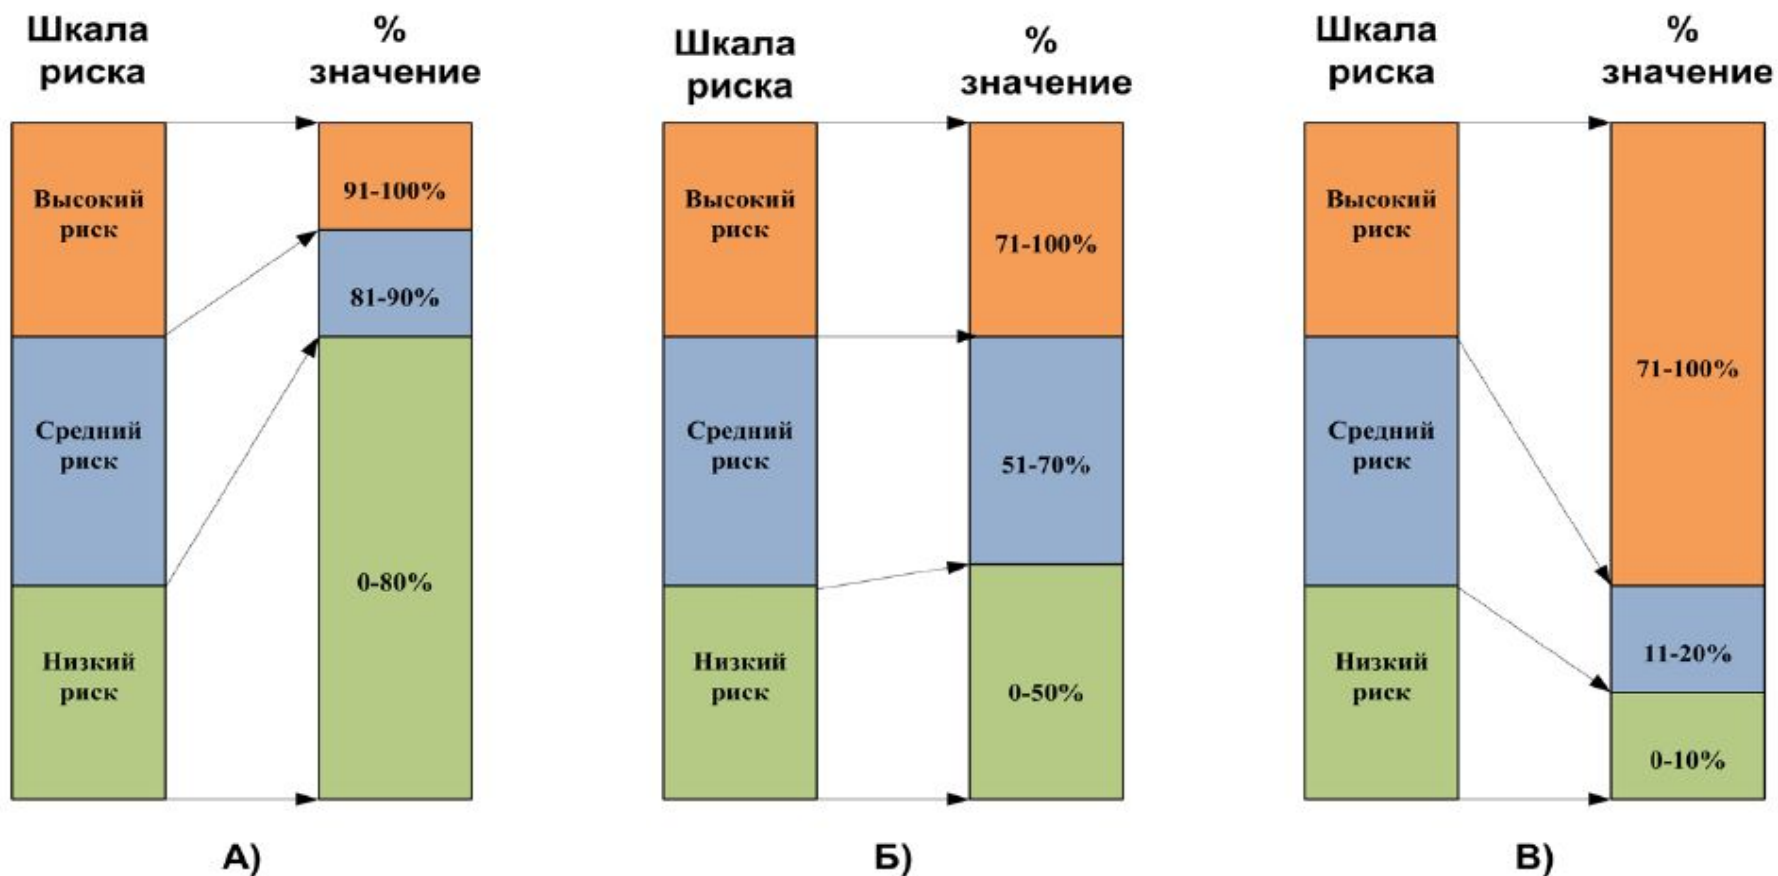 Шкала
риска
%
значение
Высокий
риск
Средний
риск
Низкий
риск
91-100%
81-90%
0-80%
А)
Шкала
риска
%
значение
Высокий
риск
Средний
риск
Низкий
риск
71-100%
51-70%
0-50%
Б)
Шкала
риска
%
значение
Высокий
риск
Средний
риск
Низкий
риск
71-100%
11-20%
0-10%
В)